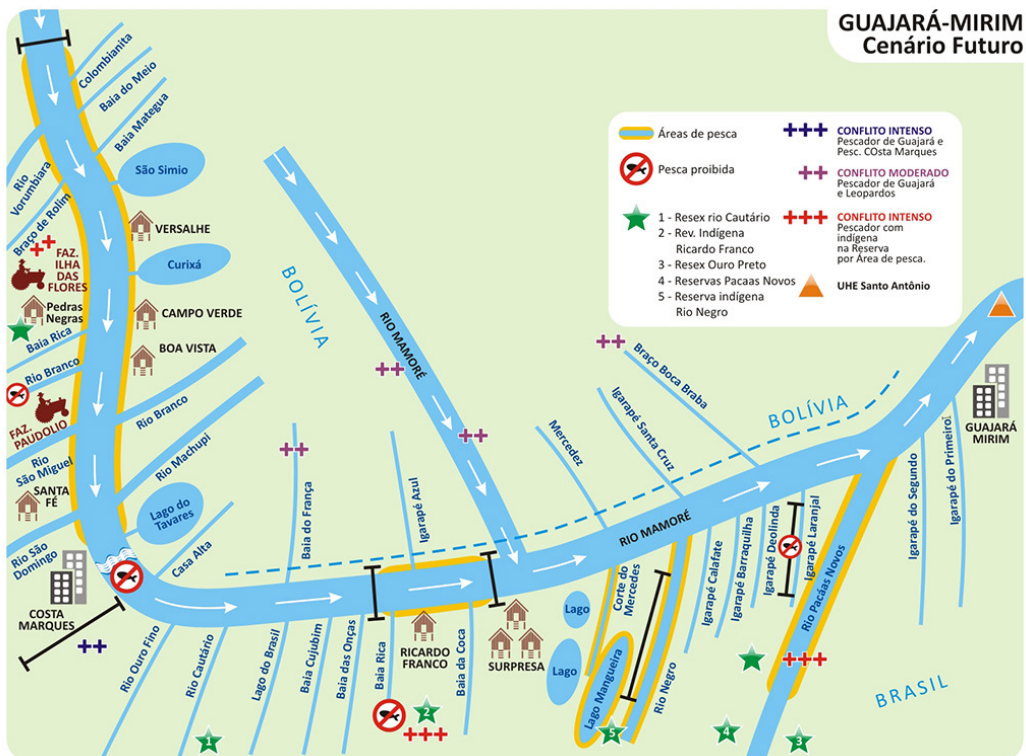 GUAJARÁ-MIRIM
Cenário Futuro
Áreas de pesca
Pesca proibida
1 - Resex rio Cautário
2 - Rev. Indígena
Ricardo Franco
3 - Resex Ouro Preto
4 - Reservas Pacaas Novos
5 - Reserva indígena
Rio Negro
+++ CONFLITO INTENSO
Pescador de Guajará e
Pesc. COsta Marques
++ CONFLITO MODERADO
Pescador de Guajará
e Leopardos
+++ CONFLITO INTENSO
Pescador com
indígena
na Reserva
por Área de pesca.
UHE Santo Antônio
Colombianita
Baia do Meio
Baia Mategua
Rio
Vorumbiara
São Simio
Braço de Rolim
VERSALHE
++
FAZ.
ILHA
DAS
FLORES
Curixá
Pedras
Negras
CAMPO VERDE
Baia Rica
BOA VISTA
Rio Branco
FAZ.
PAUDOLIO
Rio Branco
Rio
São Miguel
Rio Machupi
SANTA
FÉ
Lago do
Tavares
Rio São
Domingo
Casa Alta
COSTA
MARQUES
++
BOLÍVIA
RIO MAMORÉ
++
++
++
Baia do França
Igarapé Azul
Mercedez
Igarapé Santa Cruz
++
Braço Boca Braba
BOLÍVIA
RIO MAMORÉ
GUAJARÁ
MIRIM
Rio Ouro Fino
Rio Cautário
Lago do Brasil
Baia Cujubim
Baia das Onças
Baia Rica
RICARDO
FRANCO
Baia da Coca
SURPRESA
Lago
Lago
Corte do
Mercedes
Lago Mangueira
Rio Negro
Igarapé Calafate
Igarapé Barraquilha
Igarapé Deolinda
Igarapé Laranjal
Rio Pacáas Novos
Igarapé do Segundo
Igarapé do Primeiro
1
2
+++
5
4
+++
3
BRASIL